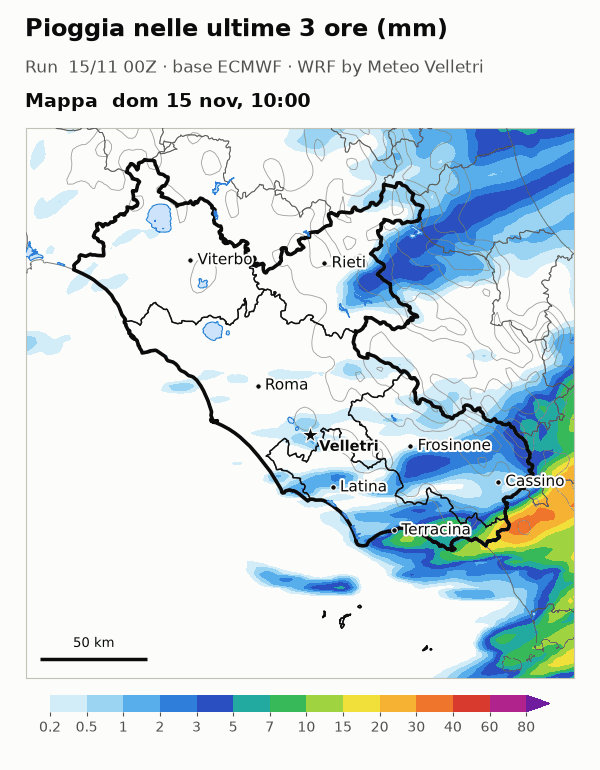 Pioggia nelle ultime 3 ore (mm)
Run  15/11 00Z · base ECMWF · WRF by Meteo Velletri
Mappa  dom 15 nov, 10:00
Viterbo
Rieti
Roma
Velletri
Frosinone
Latina
Cassino
Terracina
50 km
0.2 0.5 1 2 3 5 7 10 15 20 30 40 60 80